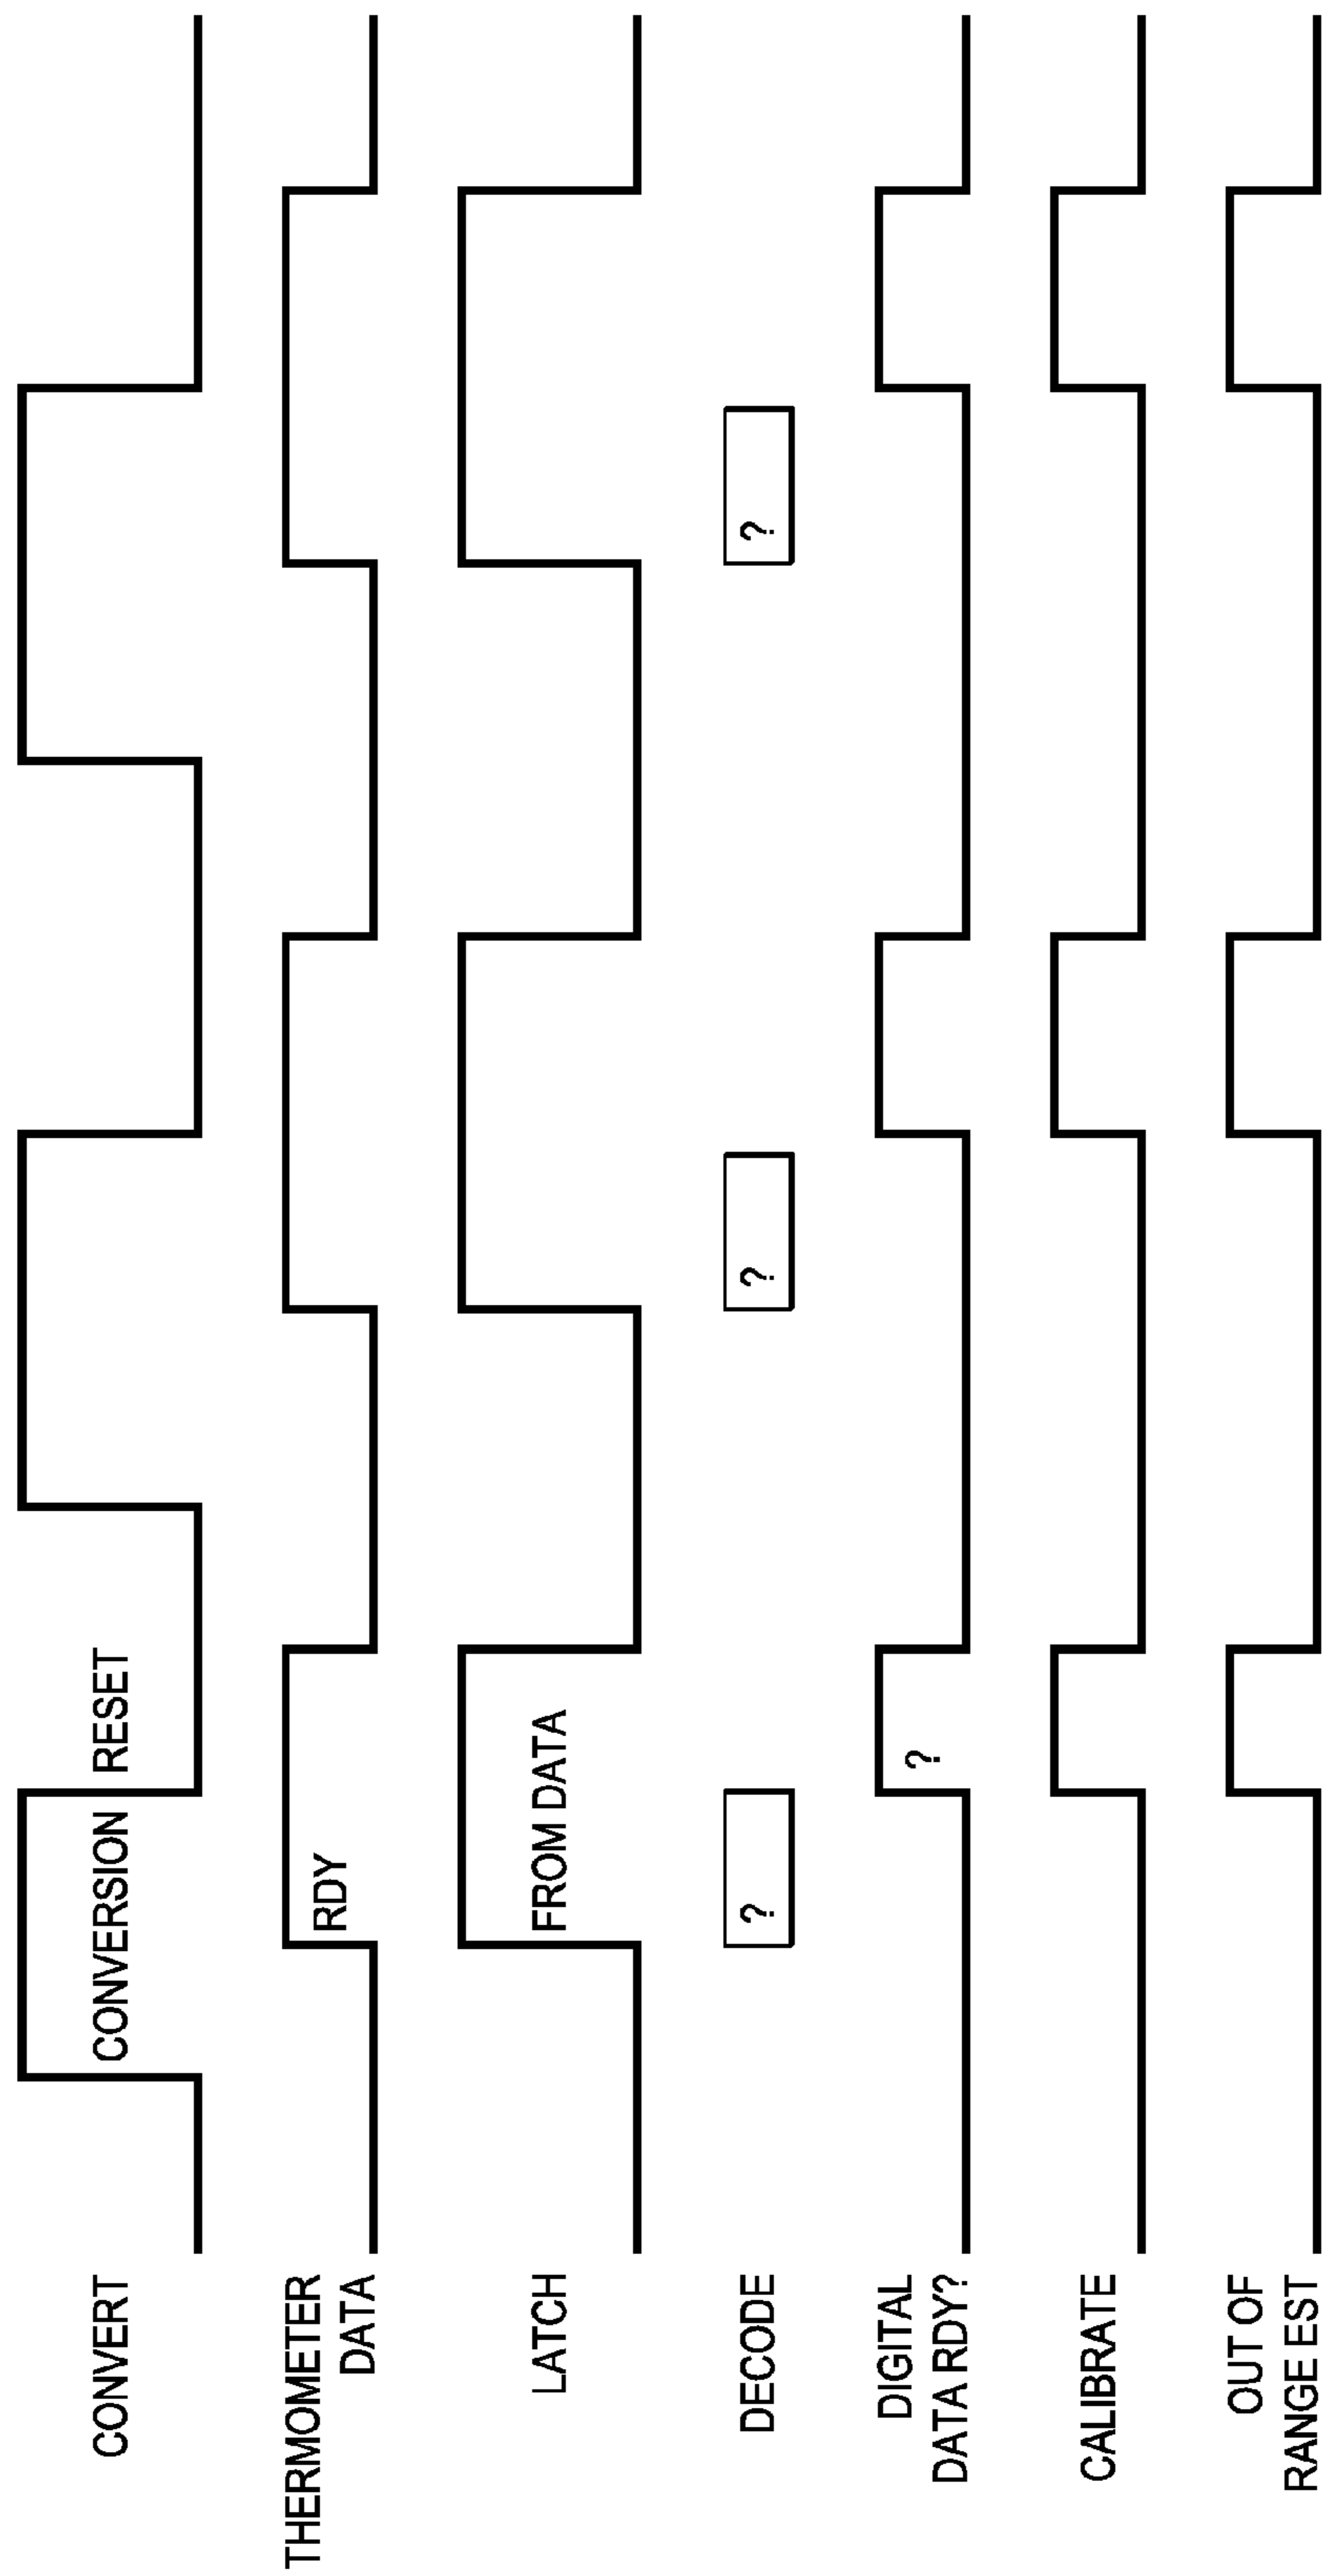 CONVERT
CONVERSION RESET
THERMOMETER
DATA
RDY
LATCH
FROM DATA
DECODE
? ? ?
DIGITAL
DATA RDY?
?
CALIBRATE
OUT OF
RANGE EST